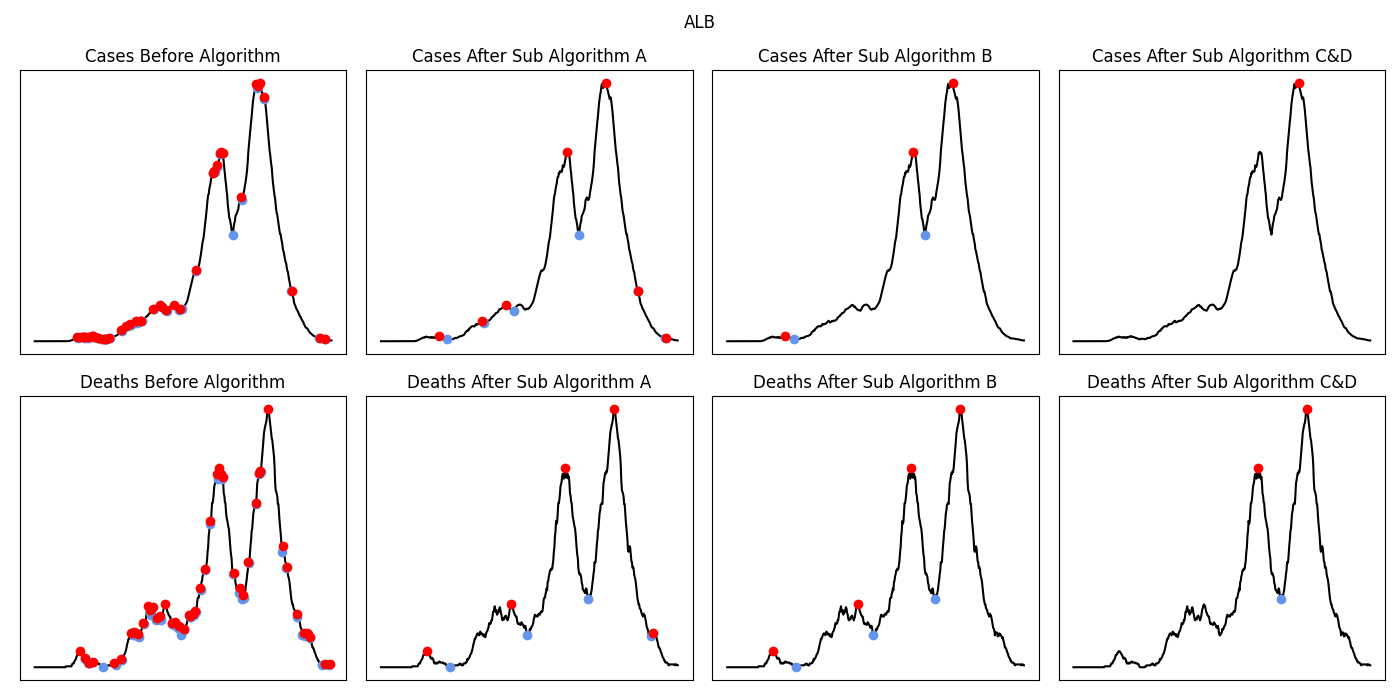 ALB
Cases Before Algorithm
Cases After Sub Algorithm A
Cases After Sub Algorithm B
Cases After Sub Algorithm C&D
Deaths Before Algorithm
Deaths After Sub Algorithm A
Deaths After Sub Algorithm B
Deaths After Sub Algorithm C&D